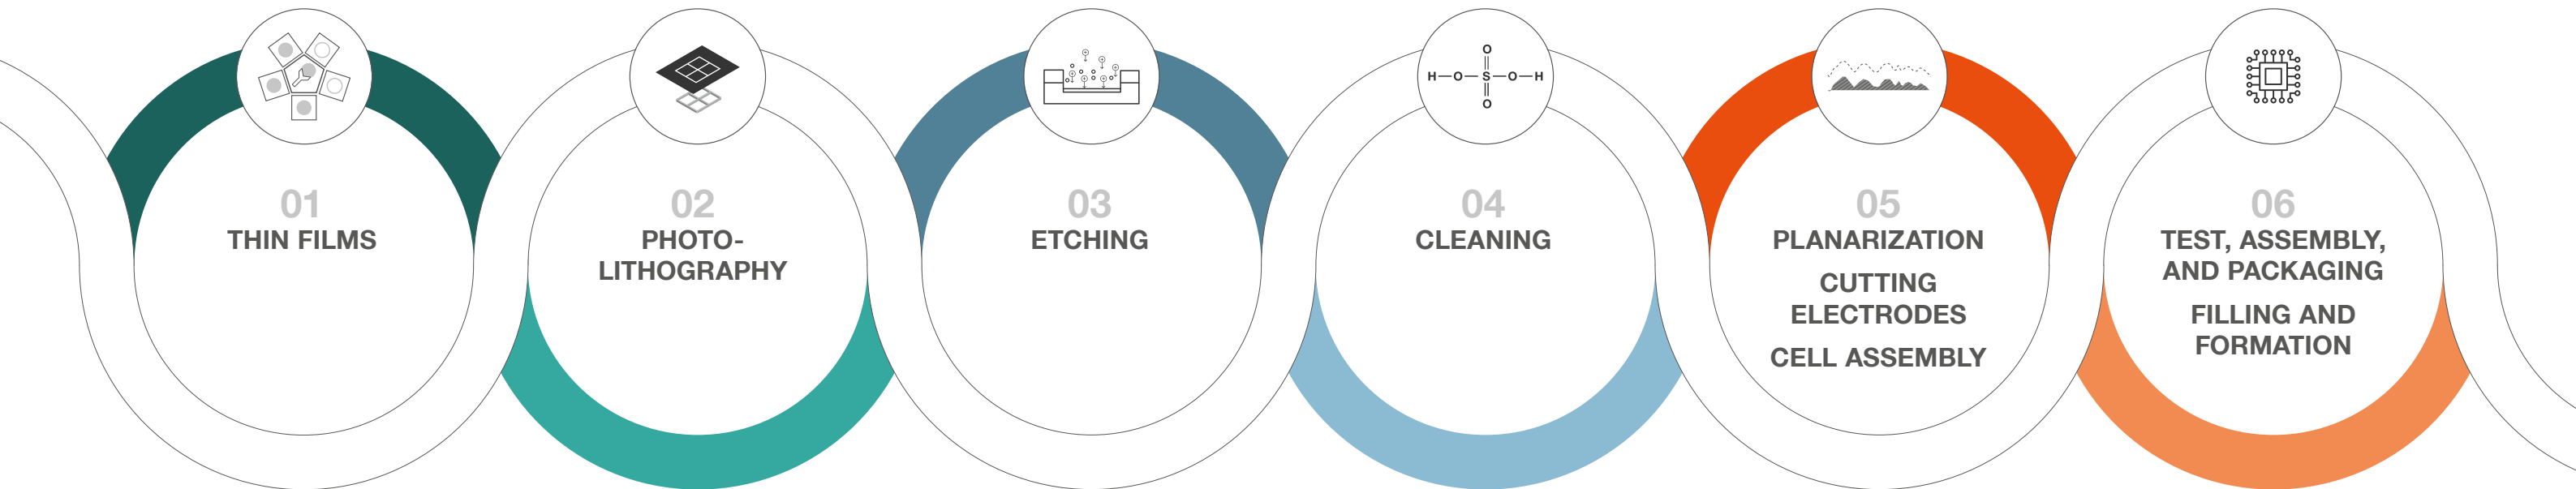 01
THIN FILMS
02
PHOTO-
LITHOGRAPHY
03
ETCHING
O
H—O—S—O—H
O
04
CLEANING
05
PLANARIZATION
CUTTING
ELECTRODES
CELL ASSEMBLY
06
TEST, ASSEMBLY,
AND PACKAGING
FILLING AND
FORMATION